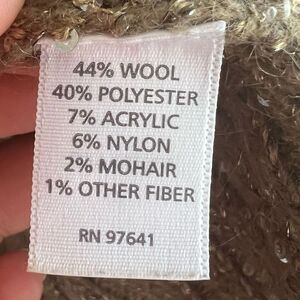 44% WOOL
40% POLYESTER
7% ACRYLIC
6% NYLON
2% MOHAIR
1% OTHER FIBER
RN 97641